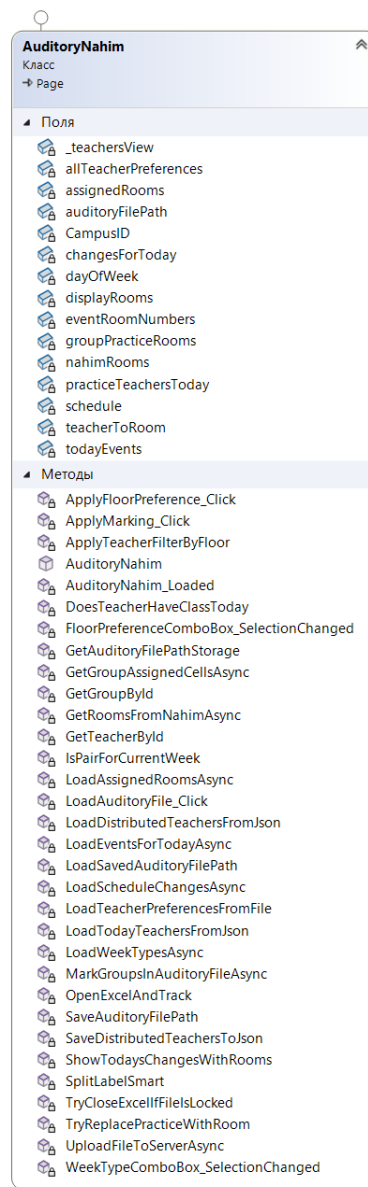 AuditoryNahim
Класс
Page
Поля
_teachersView
allTeacherPreferences
assignedRooms
auditoryFilePath
CampusID
changesForToday
dayOfWeek
displayRooms
eventRoomNumbers
groupPracticeRooms
nahimRooms
practiceTeachersToday
schedule
teacherToRoom
todayEvents
Методы
ApplyFloorPreference_Click
ApplyMarking_Click
ApplyTeacherFilterByFloor
AuditoryNahim
AuditoryNahim_Loaded
DoesTeacherHaveClassToday
FloorPreferenceComboBox_SelectionChanged
GetAuditoryFilePathStorage
GetGroupAssignedCellsAsync
GetGroupById
GetRoomsFromNahimAsync
GetTeacherById
IsPairForCurrentWeek
LoadAssignedRoomsAsync
LoadAuditoryFile_Click
LoadDistributedTeachersFromJson
LoadEventsForTodayAsync
LoadSavedAuditoryFilePath
LoadScheduleChangesAsync
LoadTeacherPreferencesFromFile
LoadTodayTeachersFromJson
LoadWeekTypesAsync
MarkGroupsInAuditoryFileAsync
OpenExcelAndTrack
SaveAuditoryFilePath
SaveDistributedTeachersToJson
ShowTodaysChangesWithRooms
SplitLabelSmart
TryCloseExcelIfFileIsLocked
TryReplacePracticeWithRoom
UploadFileToServerAsync
WeekTypeComboBox_SelectionChanged